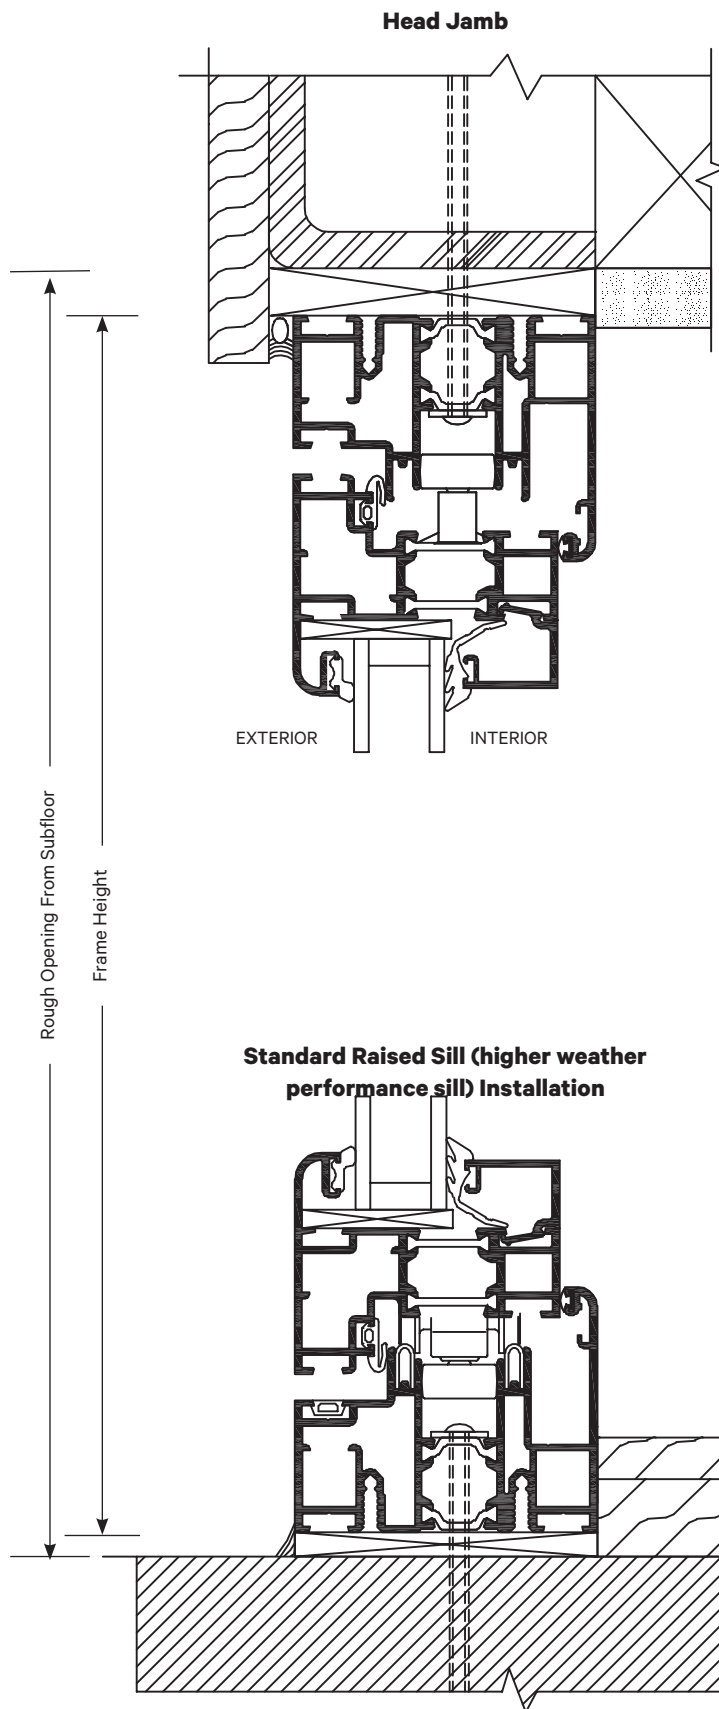 Head Jamb
EXTERIOR
INTERIOR
Rough Opening From Subfloor
Frame Height
Standard Raised Sill (higher weather
performance sill) Installation